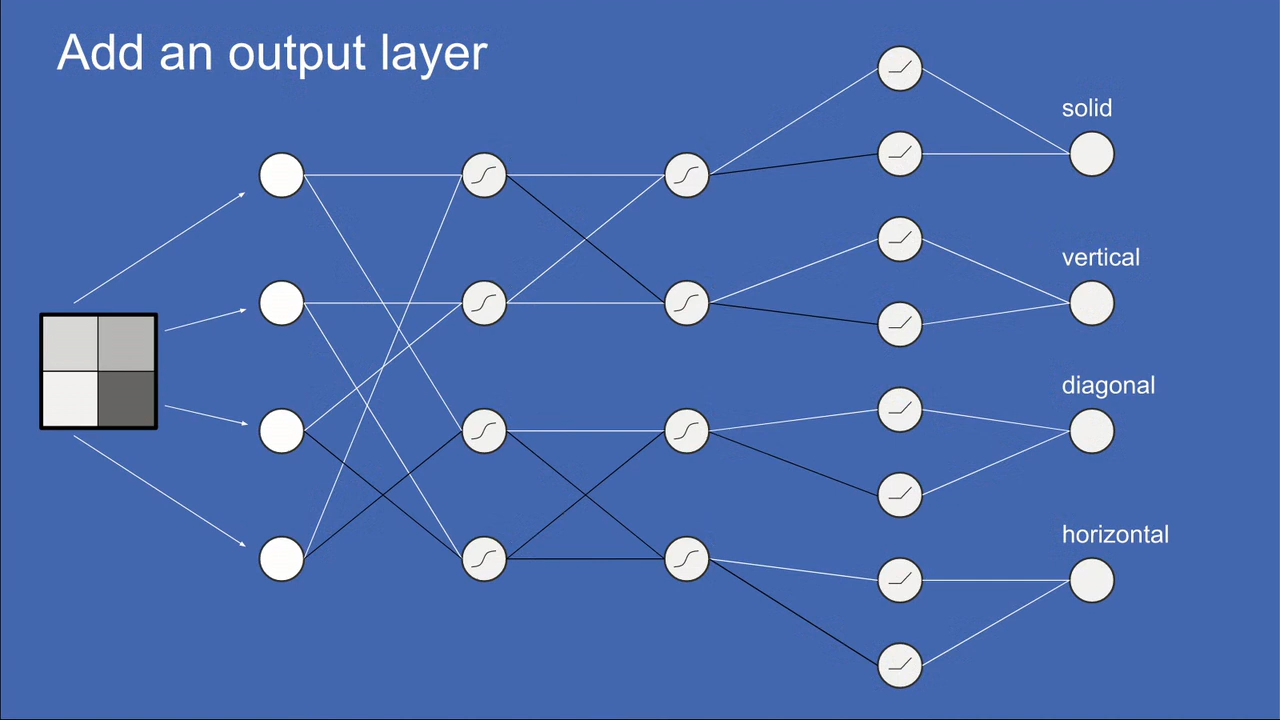 Add an output layer
solid
vertical
diagonal
horizontal